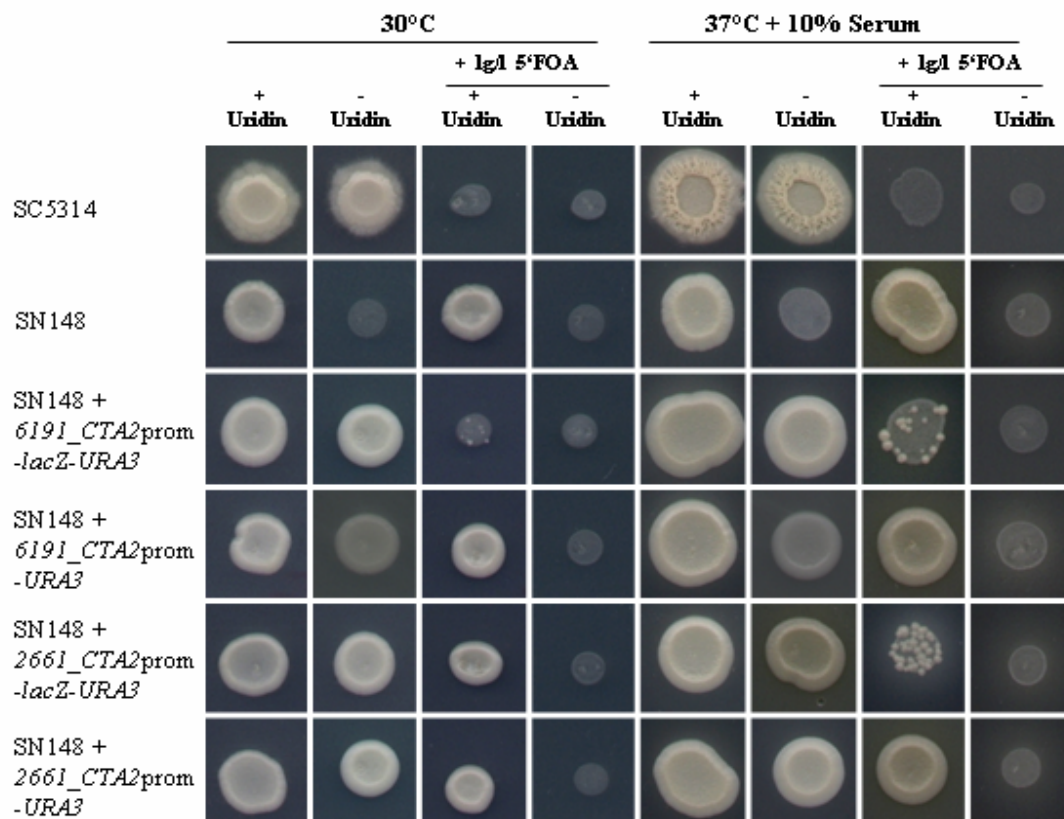 30°C 37°C + 10% Serum
+ 1g/l 5‘FOA + 1g/l 5‘FOA
+ - + - + - + -
Uridin Uridin Uridin Uridin Uridin Uridin Uridin Uridin
SC5314
SN148
SN148 +
6191_CTA2prom
-lacZ-URA3
SN148 +
6191_CTA2prom
-URA3
SN148 +
2661_CTA2prom
-lacZ-URA3
SN148 +
2661_CTA2prom
-URA3